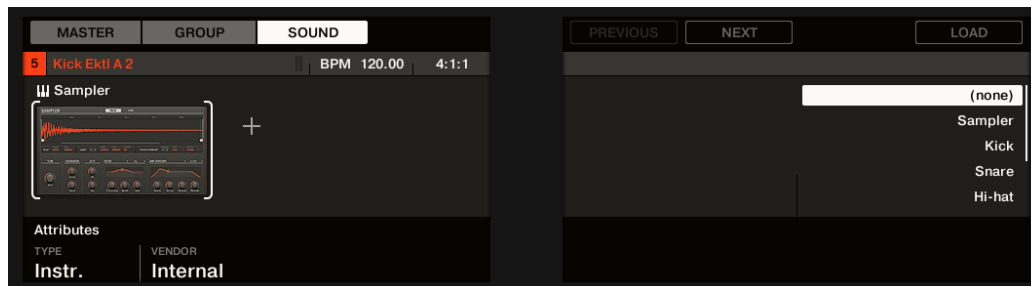 MASTER GROUP SOUND PREVIOUS NEXT LOAD
5 Kick Ektl A 2 BPM 120.00 4:1:1
Sampler
(none)
Sampler
Kick
Snare
Hi-hat
Attributes
TYPE VENDOR
Instr. Internal